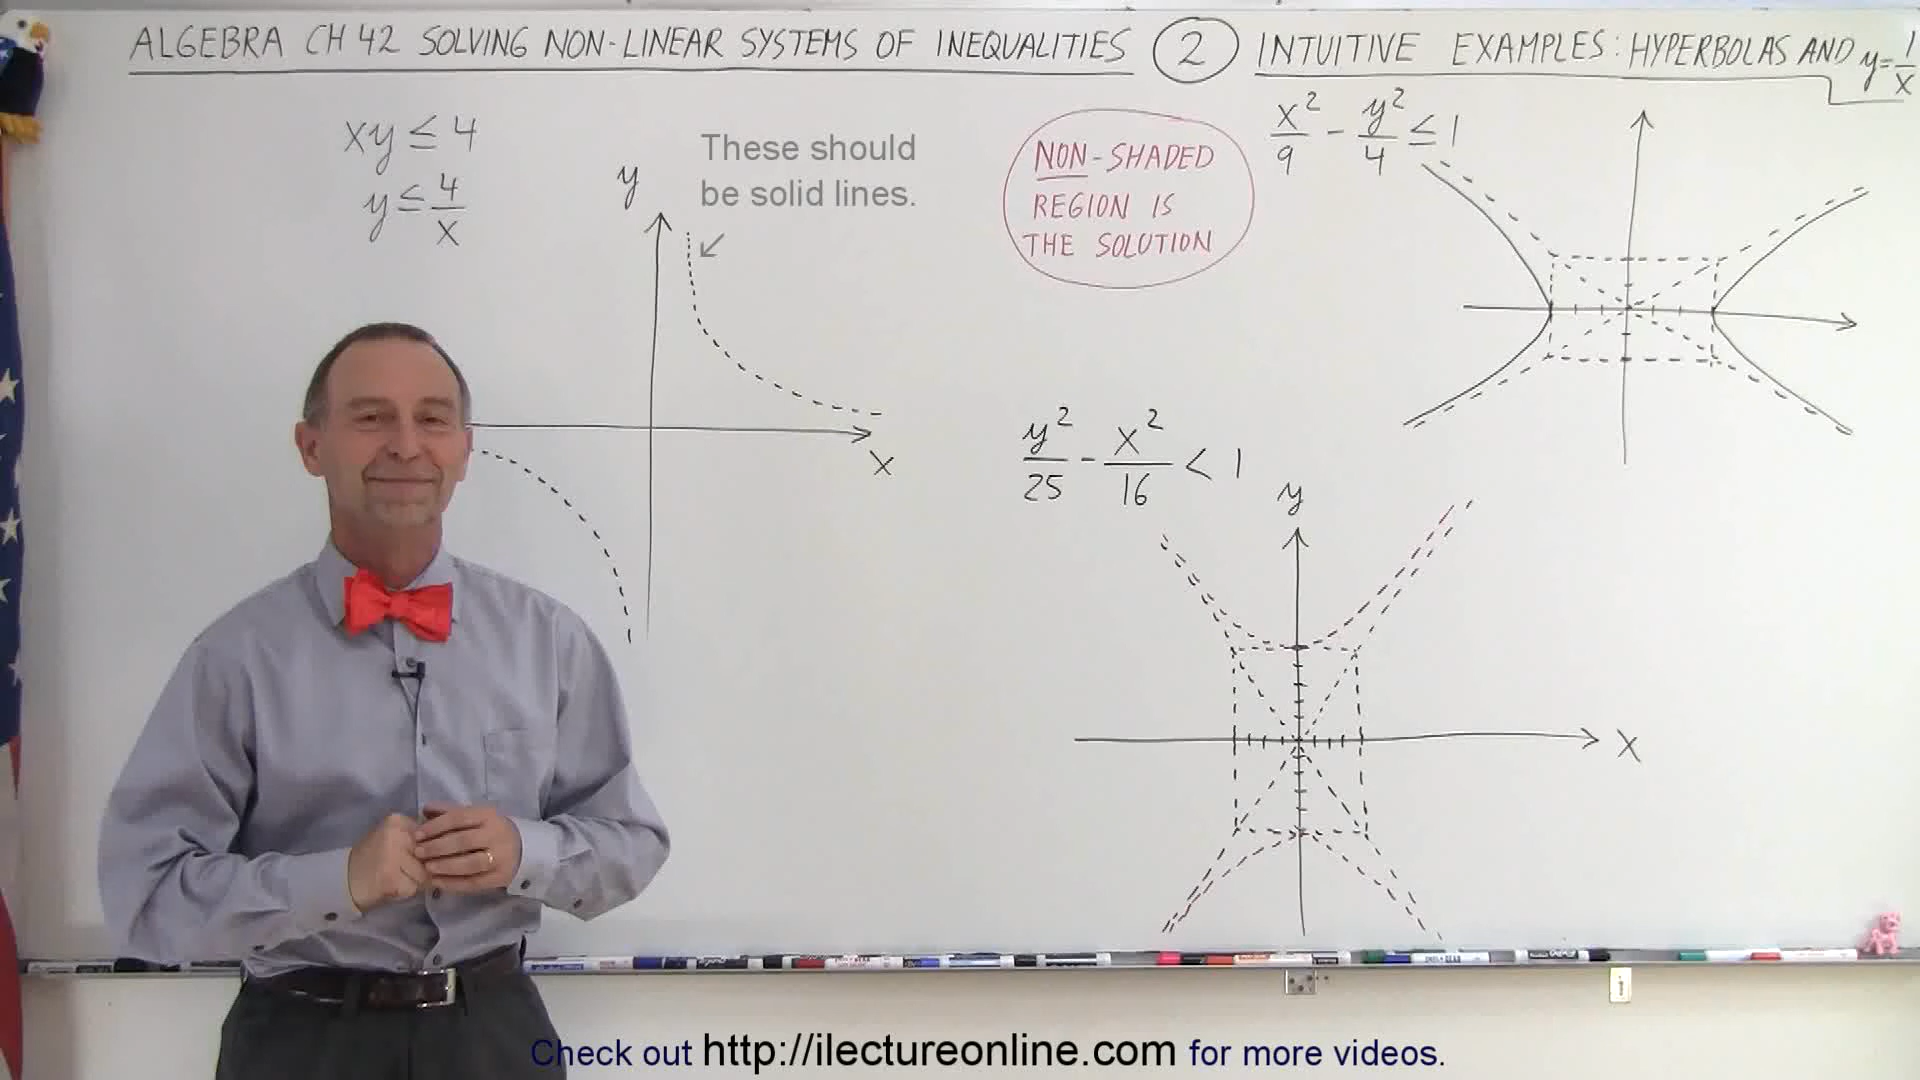 ALGEBRA CH 42 SOLVING NON-LINEAR SYSTEMS OF INEQUALITIES 2 INTUITIVE EXAMPLES: HYPERBOLAS AND y=1/x
xy ≤ 4
y ≤ 4/x
These should
be solid lines.
y
x
NON-SHADED
REGION IS
THE SOLUTION
x²/9 - y²/4 ≤ 1
y²/25 - x²/16 < 1
y
x
Check out http://ilectureonline.com for more videos.